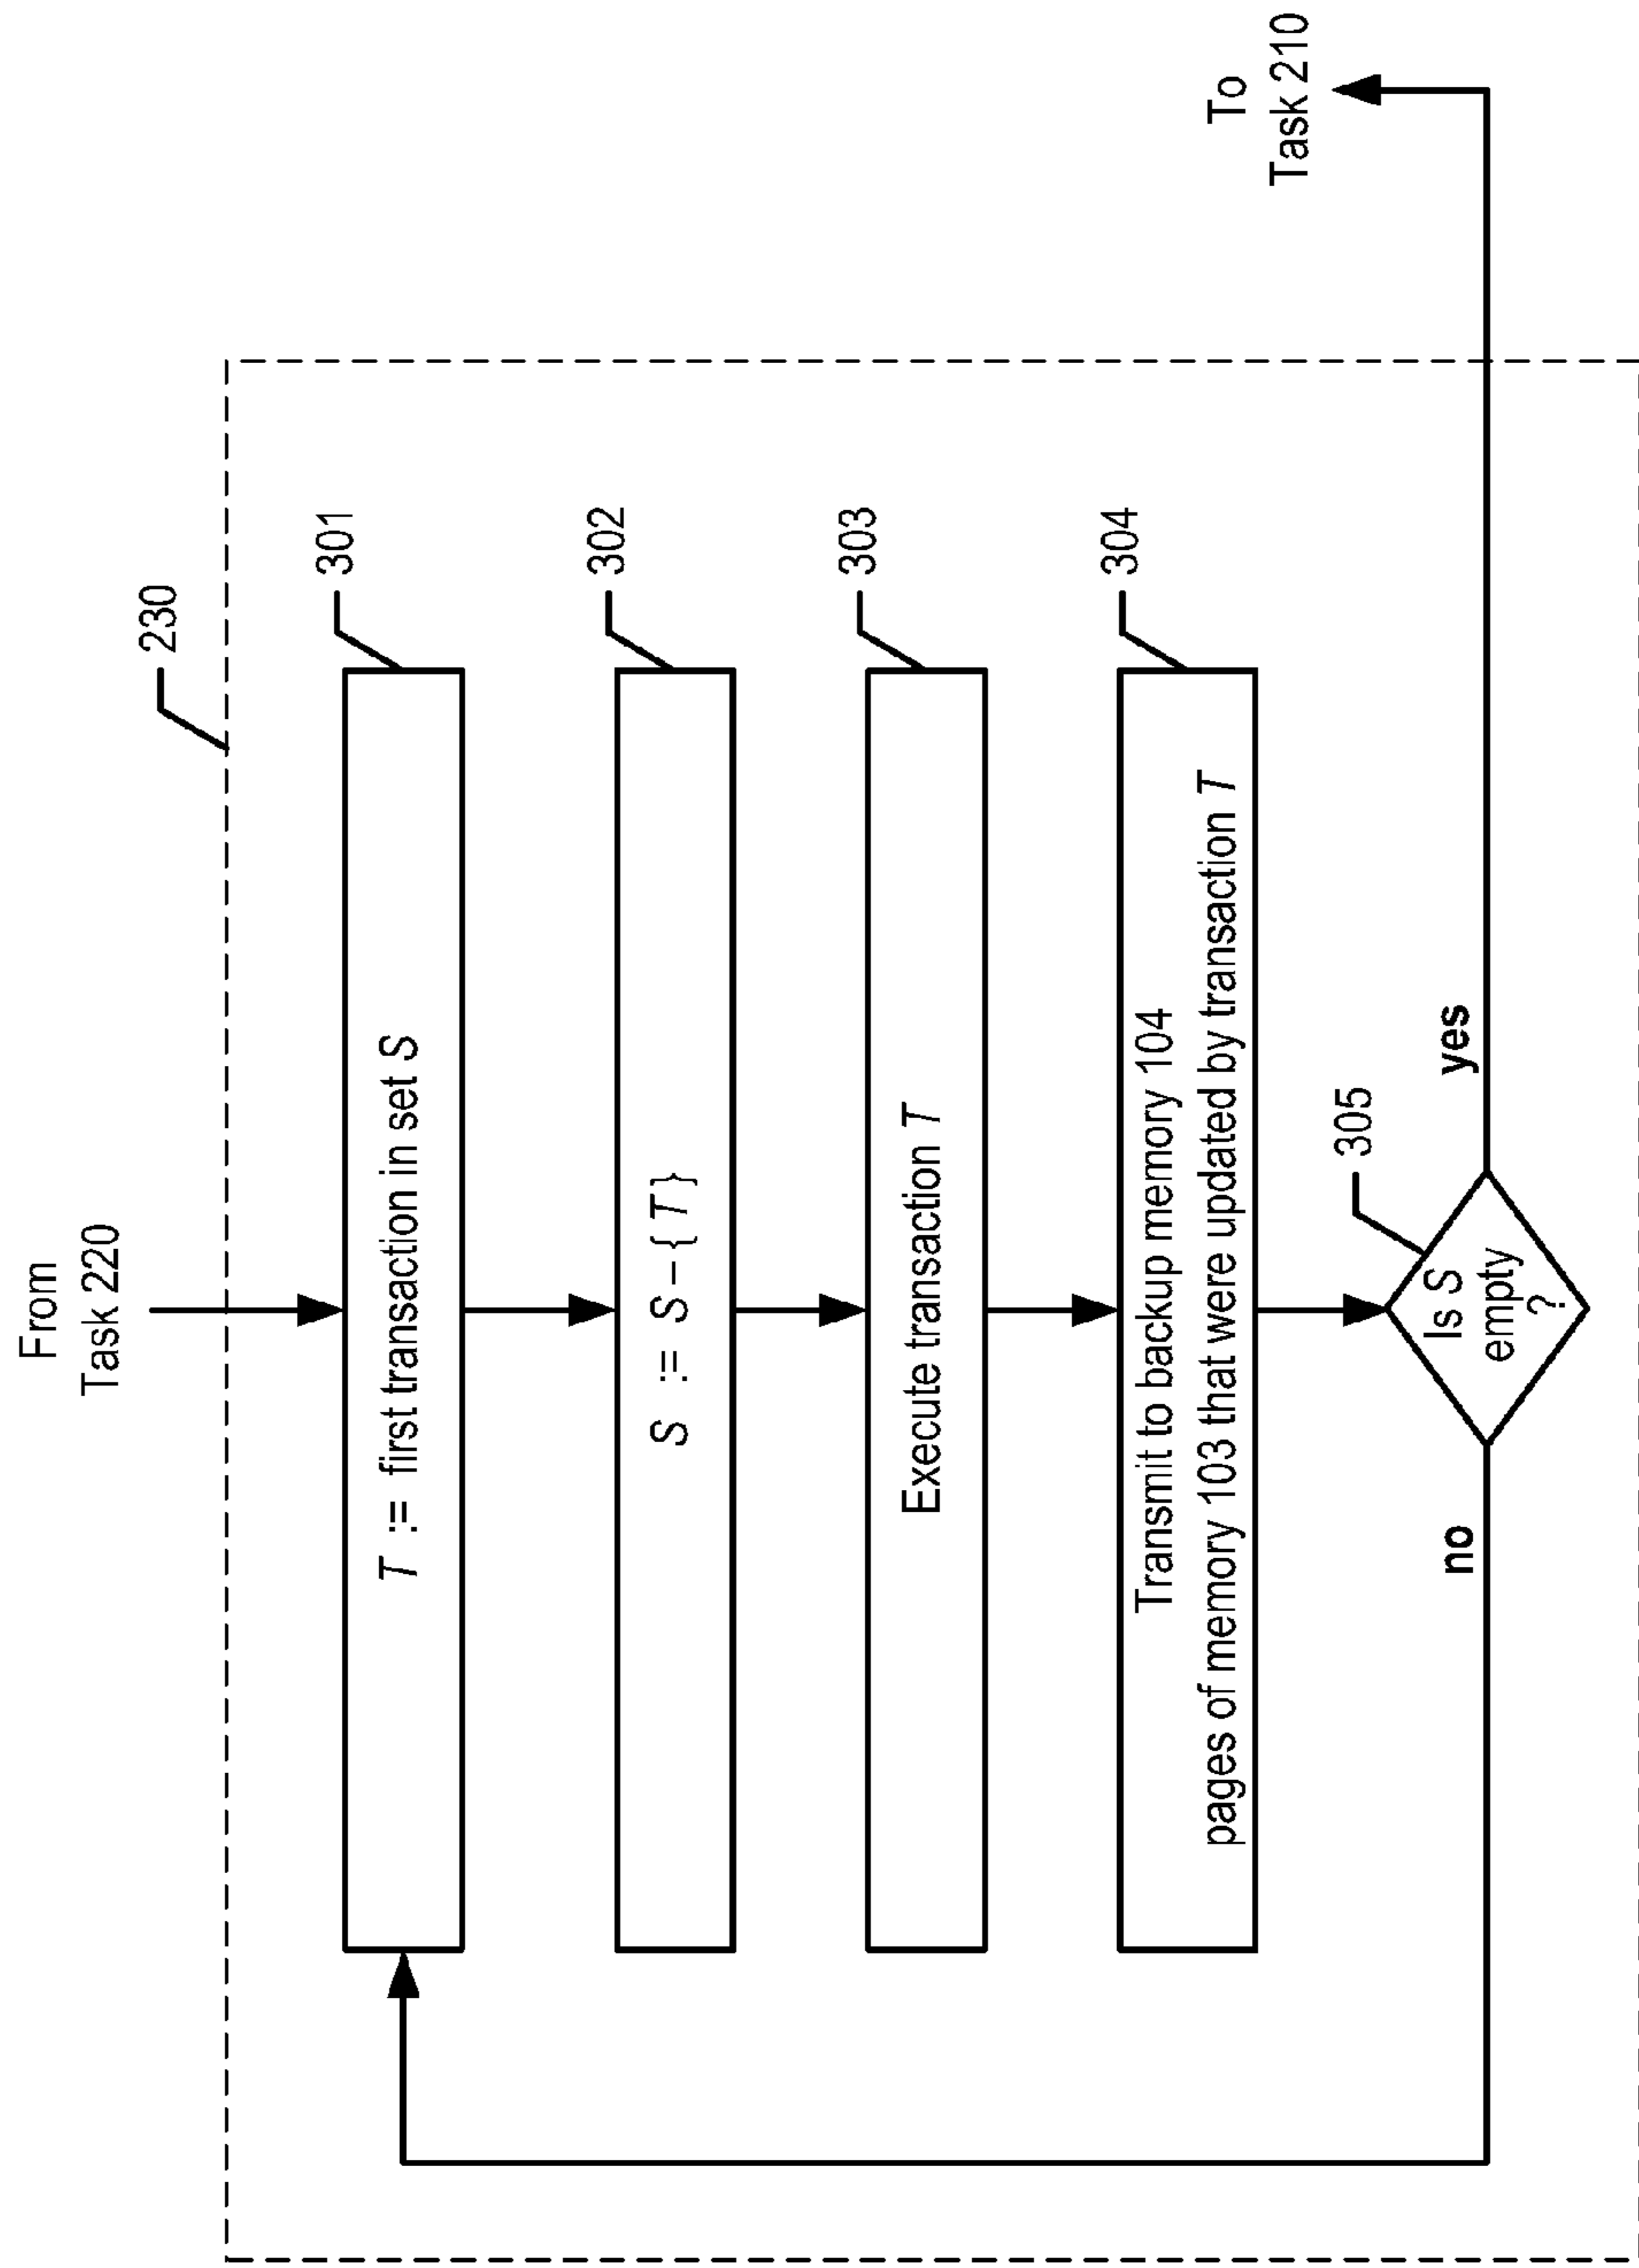 From
Task 220
230
301
T := first transaction in set S
302
S := S – { T }
303
Execute transaction T
304
Transmit to backup memory 104
pages of memory 103 that were updated by transaction T
305
Is S
empty
?
no
yes
To
Task 210